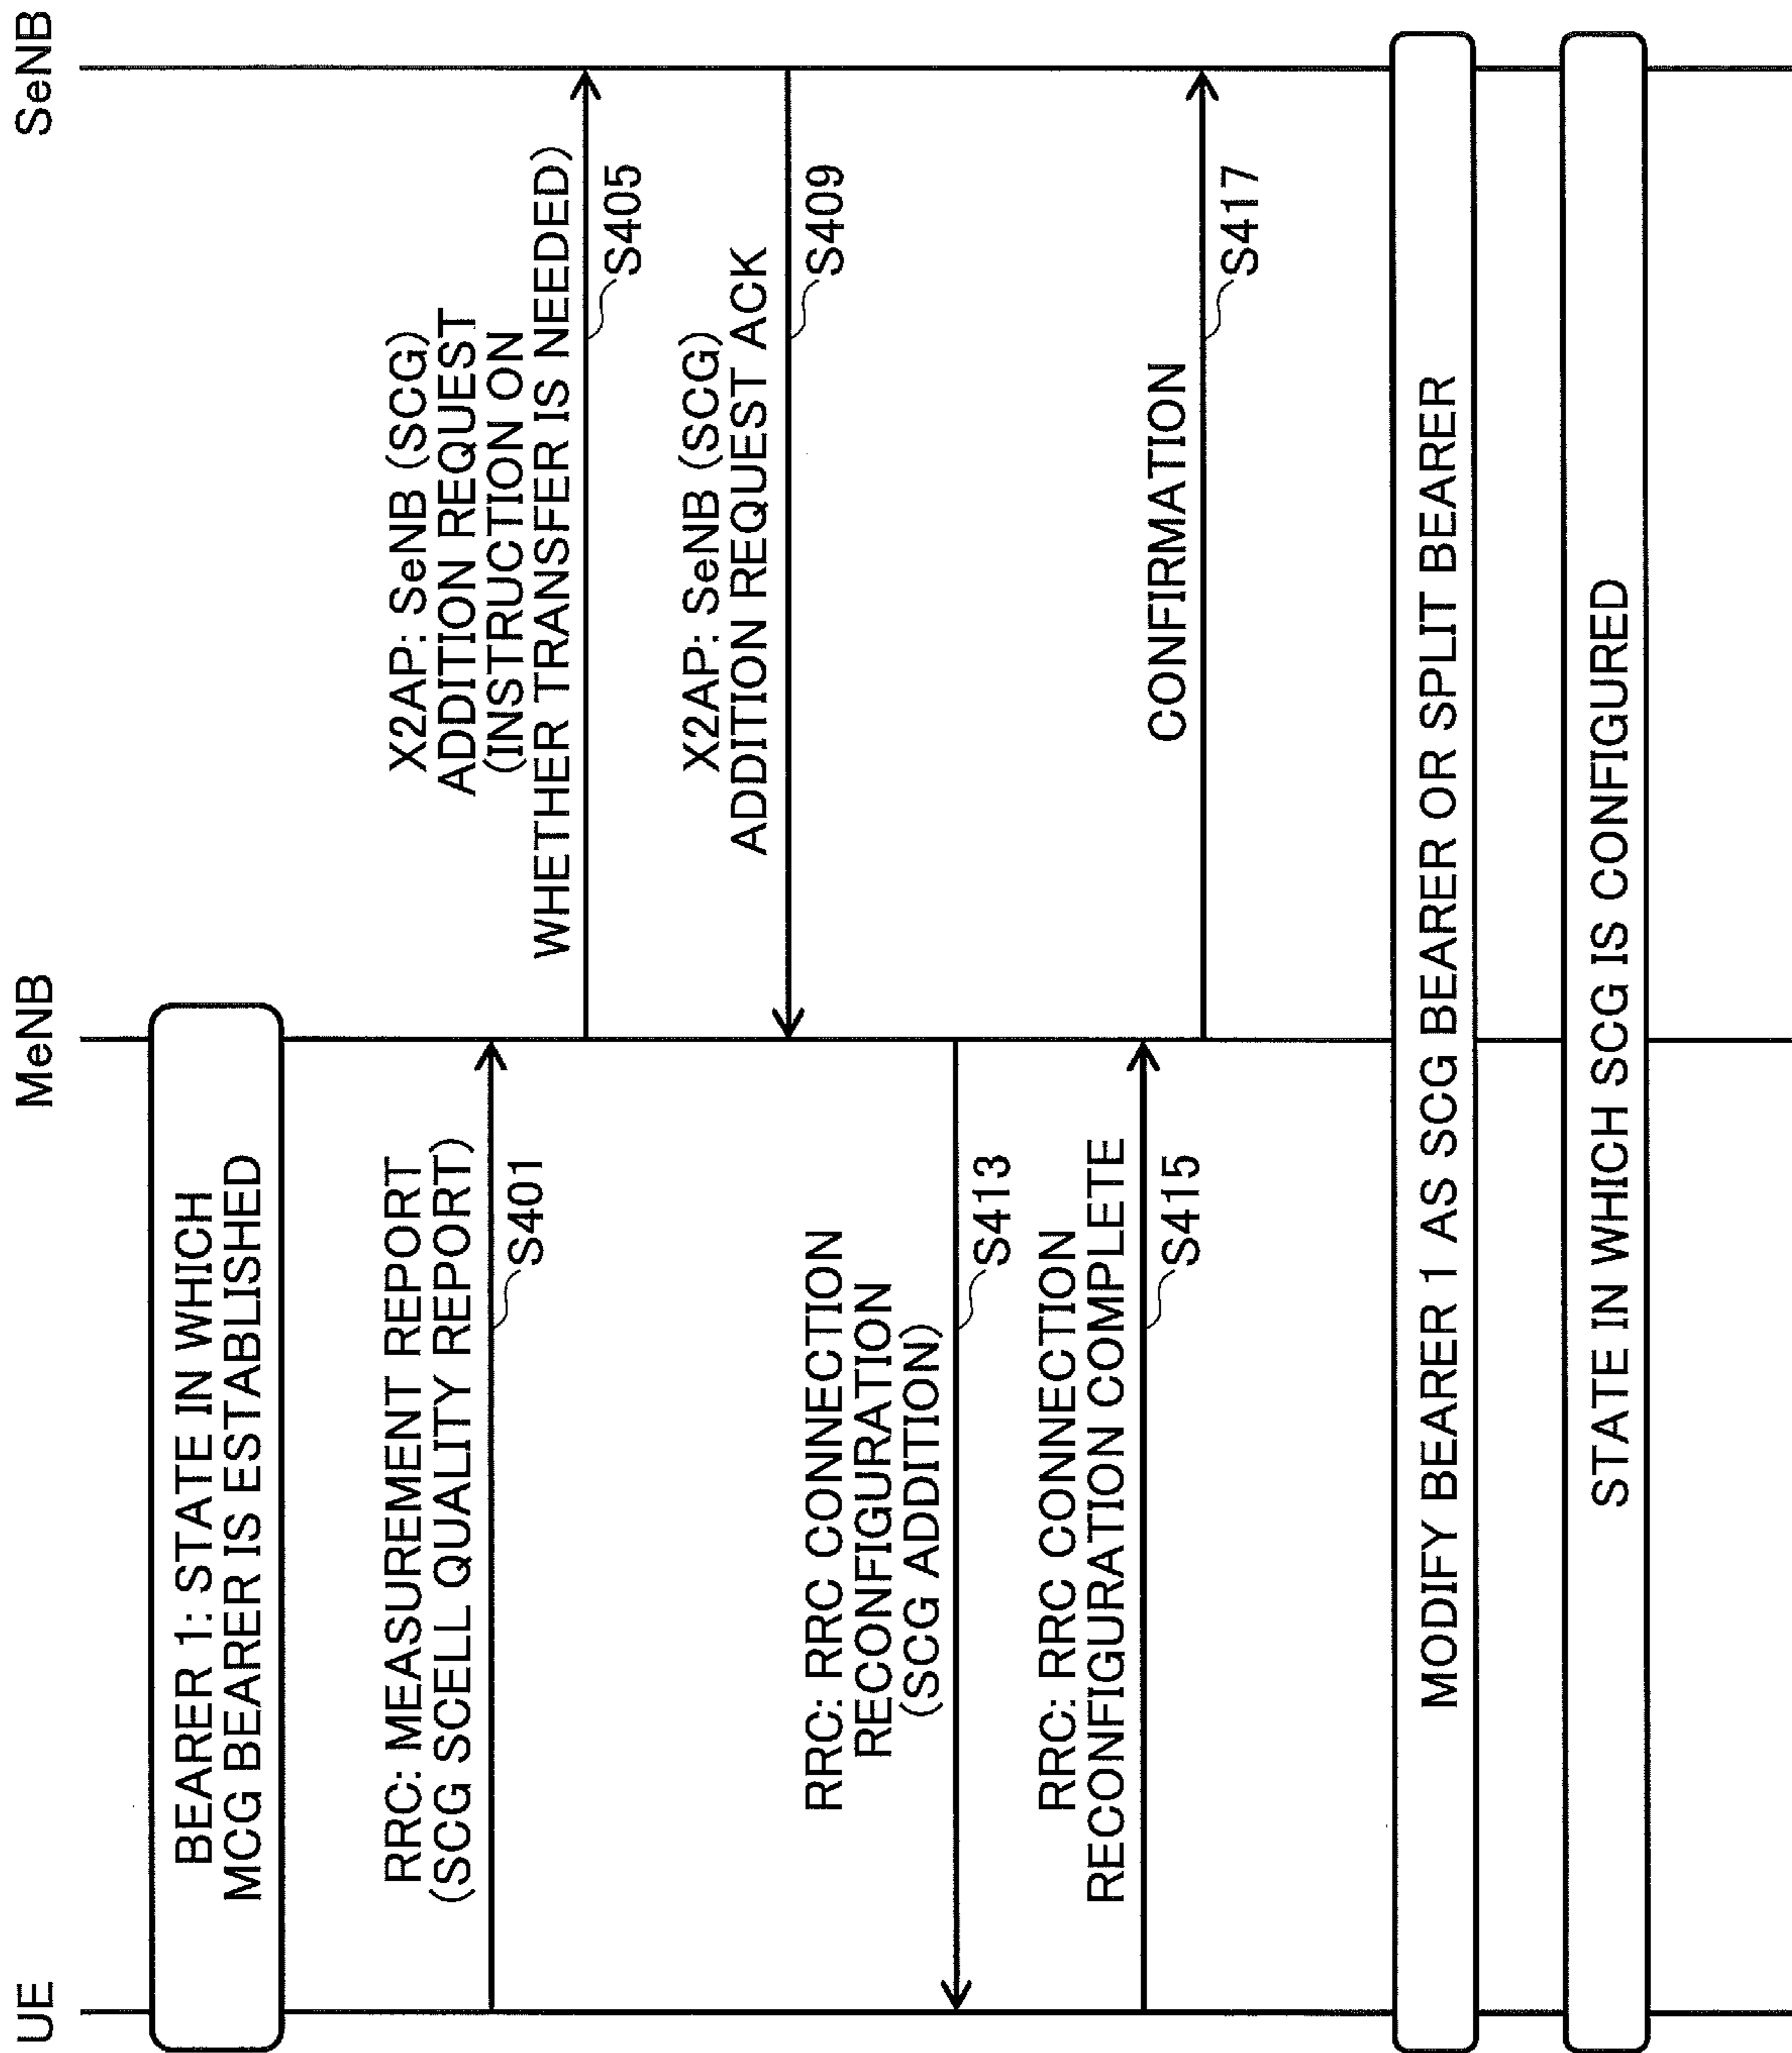 UE
MeNB
SeNB
BEARER 1: STATE IN WHICH
MCG BEARER IS ESTABLISHED
RRC: MEASUREMENT REPORT
(SCG SCELL QUALITY REPORT)
S401
X2AP: SeNB (SCG)
ADDITION REQUEST
(INSTRUCTION ON
WHETHER TRANSFER IS NEEDED)
S405
X2AP: SeNB (SCG)
ADDITION REQUEST ACK
S409
RRC: RRC CONNECTION
RECONFIGURATION
(SCG ADDITION)
S413
RRC: RRC CONNECTION
RECONFIGURATION COMPLETE
S415
CONFIRMATION
S417
MODIFY BEARER 1 AS SCG BEARER OR SPLIT BEARER
STATE IN WHICH SCG IS CONFIGURED